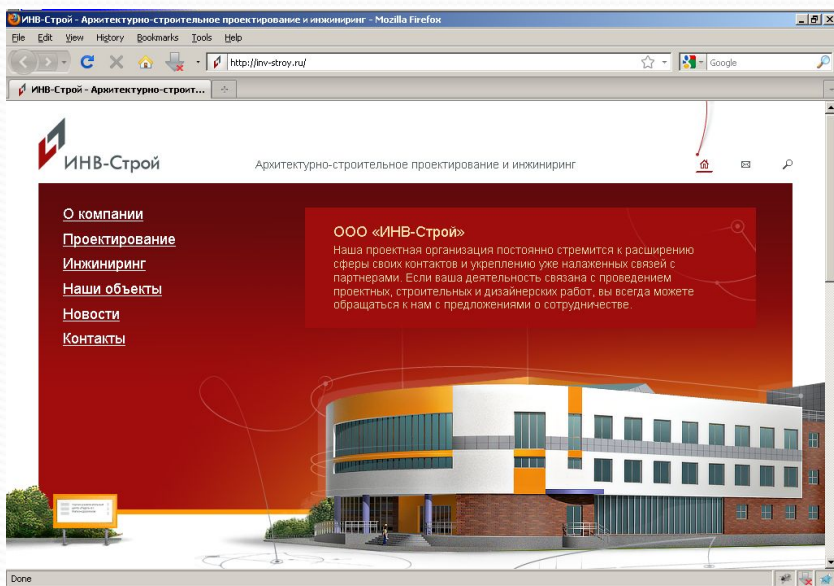 ИНВ-Строй - Архитектурно-строительное проектирование и инжиниринг - Mozilla Firefox
File Edit View History Bookmarks Tools Help
http://inv-stroy.ru/
Google
ИНВ-Строй - Архитектурно-строит...
ИНВ-Строй
Архитектурно-строительное проектирование и инжиниринг
О компании
Проектирование
Инжиниринг
Наши объекты
Новости
Контакты
ООО «ИНВ-Строй»
Наша проектная организация постоянно стремится к расширению
сферы своих контактов и укреплению уже налаженных связей с
партнерами. Если ваша деятельность связана с проведением
проектных, строительных и дизайнерских работ, вы всегда можете
обращаться к нам с предложениями о сотрудничестве.
Done